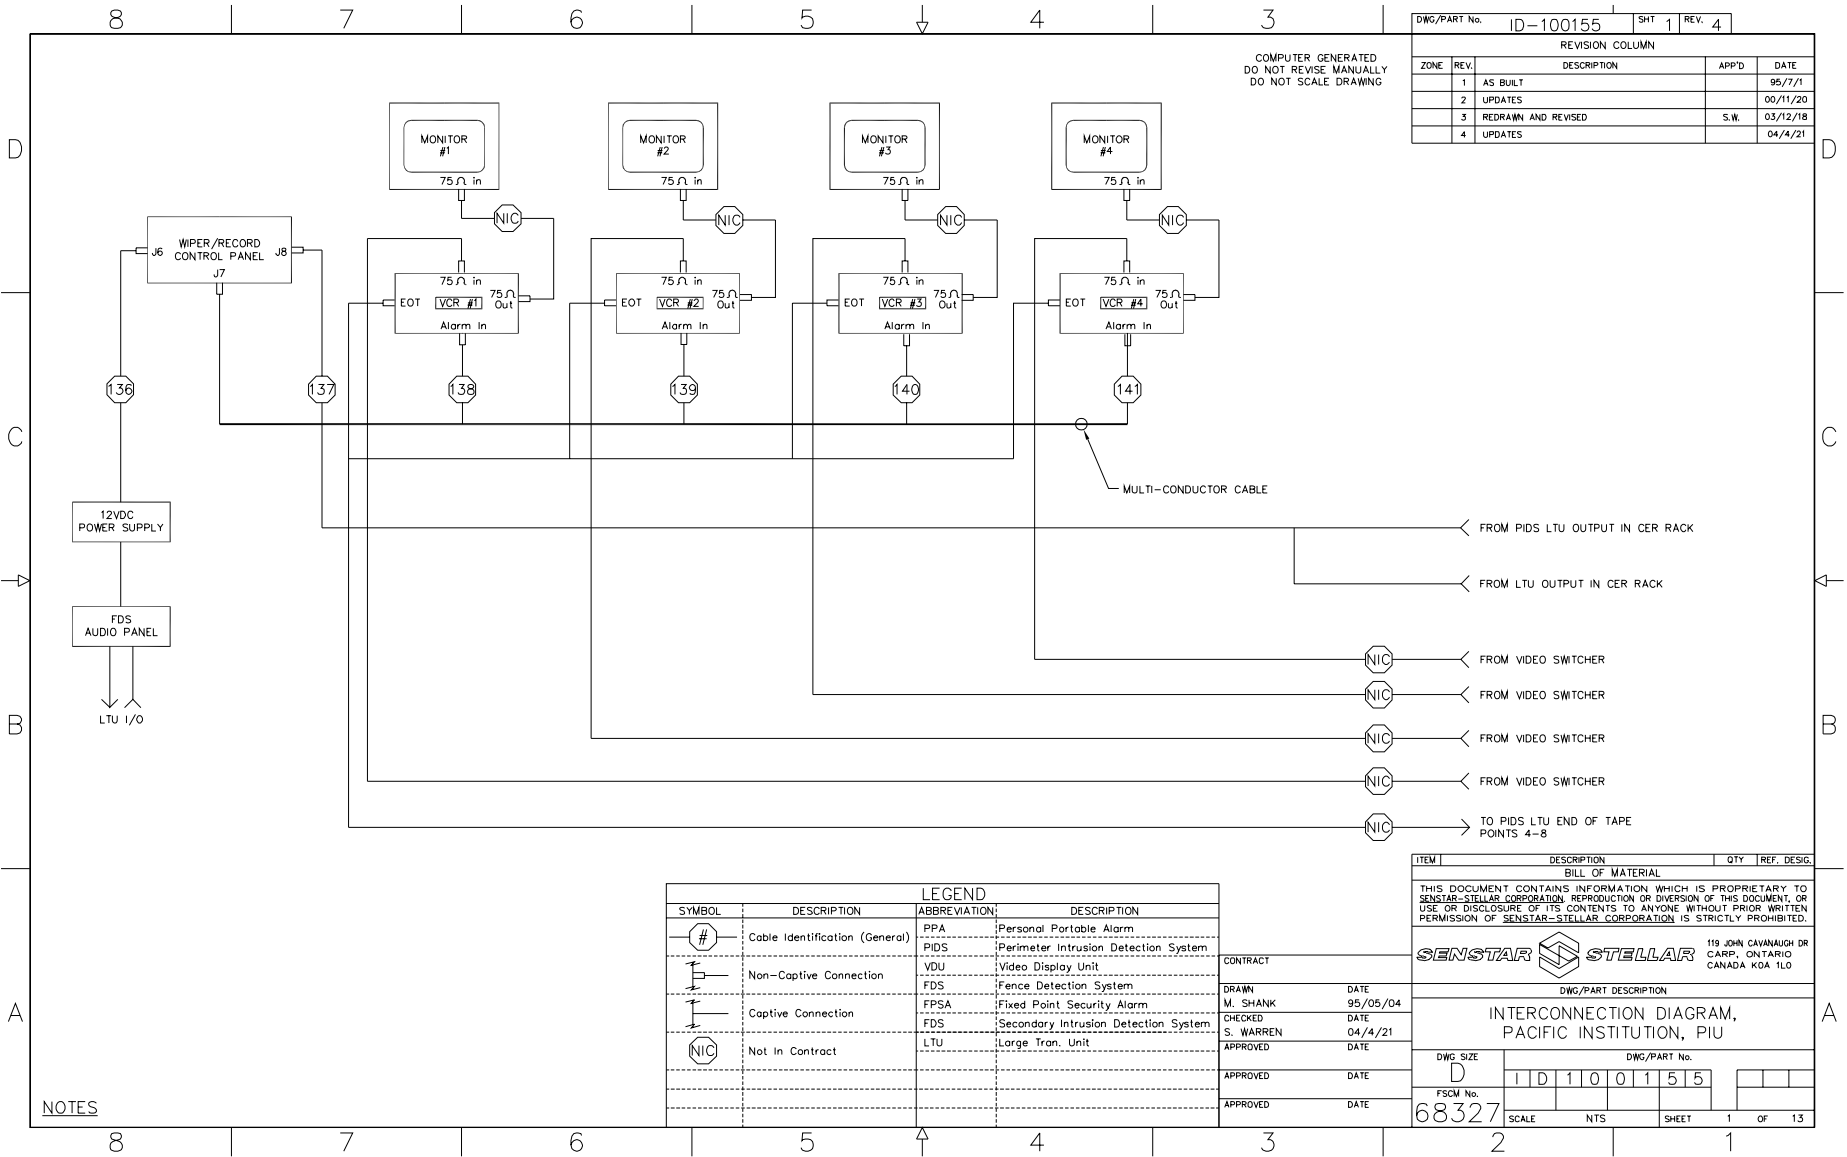 8 7 6 5 4 3
DWG/PART No. ID-100155 SHT 1 REV. 4
REVISION COLUMN
ZONE REV. DESCRIPTION APP'D DATE
1 AS BUILT 95/7/1
2 UPDATES 00/11/20
3 REDRAWN AND REVISED S.W. 03/12/18
4 UPDATES 04/4/21
COMPUTER GENERATED
DO NOT REVISE MANUALLY
DO NOT SCALE DRAWING
D D
MONITOR
#1
75Ω in
MONITOR
#2
75Ω in
MONITOR
#3
75Ω in
MONITOR
#4
75Ω in
NIC NIC NIC NIC
J6 WIPER/RECORD
CONTROL PANEL J8
J7
75Ω in
EOT VCR #1 75Ω
Out
Alarm In
75Ω in
EOT VCR #2 75Ω
Out
Alarm In
75Ω in
EOT VCR #3 75Ω
Out
Alarm In
75Ω in
EOT VCR #4 75Ω
Out
Alarm In
136 137 138 139 140 141
C C
MULTI-CONDUCTOR CABLE
12VDC
POWER SUPPLY
FROM PIDS LTU OUTPUT IN CER RACK
FROM LTU OUTPUT IN CER RACK
FDS
AUDIO PANEL
LTU I/O
NIC FROM VIDEO SWITCHER
NIC FROM VIDEO SWITCHER
B B
NIC FROM VIDEO SWITCHER
NIC FROM VIDEO SWITCHER
NIC TO PIDS LTU END OF TAPE
POINTS 4-8
LEGEND
SYMBOL DESCRIPTION ABBREVIATION DESCRIPTION
# Cable Identification (General)
Non-Captive Connection
Captive Connection
NIC Not In Contract
PPA Personal Portable Alarm
PIDS Perimeter Intrusion Detection System
VDU Video Display Unit
FDS Fence Detection System
FPSA Fixed Point Security Alarm
FDS Secondary Intrusion Detection System
LTU Large Tran. Unit
CONTRACT
DRAWN DATE
M. SHANK 95/05/04
CHECKED DATE
S. WARREN 04/4/21
APPROVED DATE
APPROVED DATE
APPROVED DATE
ITEM DESCRIPTION QTY REF. DESIG.
BILL OF MATERIAL
THIS DOCUMENT CONTAINS INFORMATION WHICH IS PROPRIETARY TO
SENSTAR-STELLAR CORPORATION. REPRODUCTION OR DIVERSION OF THIS DOCUMENT, OR
USE OR DISCLOSURE OF ITS CONTENTS TO ANYONE WITHOUT PRIOR WRITTEN
PERMISSION OF SENSTAR-STELLAR CORPORATION IS STRICTLY PROHIBITED.
SENSTAR STELLAR
119 JOHN CAVANAUGH DR
CARP, ONTARIO
CANADA K0A 1L0
DWG/PART DESCRIPTION
INTERCONNECTION DIAGRAM,
PACIFIC INSTITUTION, PIU
DWG SIZE
D
DWG/PART No.
I D 1 0 0 1 5 5
FSCM No.
68327
SCALE NTS SHEET 1 OF 13
A A
NOTES
8 7 6 5 4 3 2 1